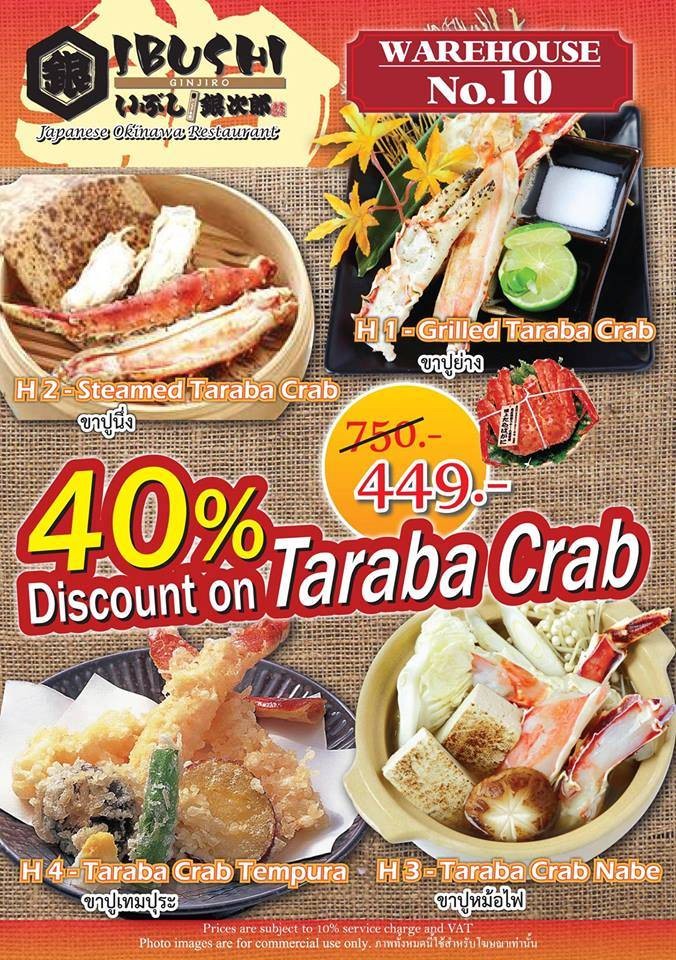 銀
IBUSHI
GINJIRO
いぶし銀次郎
Japanese Okinawa Restaurant
WAREHOUSE
No.10
H 1 - Grilled Taraba Crab
ขาปูย่าง
H 2 - Steamed Taraba Crab
ขาปูนึ่ง
750.-
449.-
40%
Discount on Taraba Crab
H 4 - Taraba Crab Tempura
ขาปูเทมปุระ
H 3 - Taraba Crab Nabe
ขาปูหม้อไฟ
Prices are subject to 10% service charge and VAT
Photo images are for commercial use only. ภาพทั้งหมดนี้ใช้สำหรับโฆษณาเท่านั้น